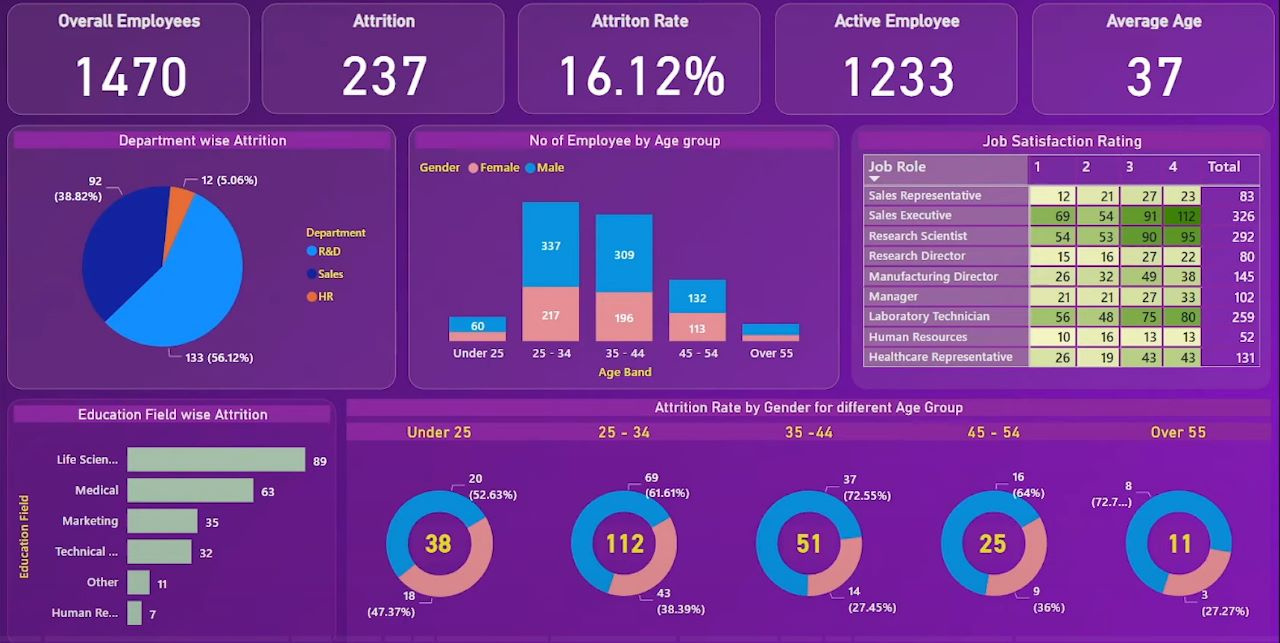 Overall Employees
1470
Attrition
237
Attriton Rate
16.12%
Active Employee
1233
Average Age
37
Department wise Attrition
92
(38.82%)
12 (5.06%)
133 (56.12%)
Department
R&D
Sales
HR
No of Employee by Age group
Gender Female Male
60
337
217
309
196
132
113
Under 25 25 - 34 35 - 44 45 - 54 Over 55
Age Band
Job Satisfaction Rating
Job Role 1 2 3 4 Total
Sales Representative 12 21 27 23 83
Sales Executive 69 54 91 112 326
Research Scientist 54 53 90 95 292
Research Director 15 16 27 22 80
Manufacturing Director 26 32 49 38 145
Manager 21 21 27 33 102
Laboratory Technician 56 48 75 80 259
Human Resources 10 16 13 13 52
Healthcare Representative 26 19 43 43 131
Education Field wise Attrition
Education Field
Life Scien... 89
Medical 63
Marketing 35
Technical ... 32
Other 11
Human Re... 7
Attrition Rate by Gender for different Age Group
Under 25
20
(52.63%)
38
18
(47.37%)
25 - 34
69
(61.61%)
112
43
(38.39%)
35 -44
37
(72.55%)
51
14
(27.45%)
45 - 54
16
(64%)
25
9
(36%)
Over 55
8
(72.7...)
11
3
(27.27%)